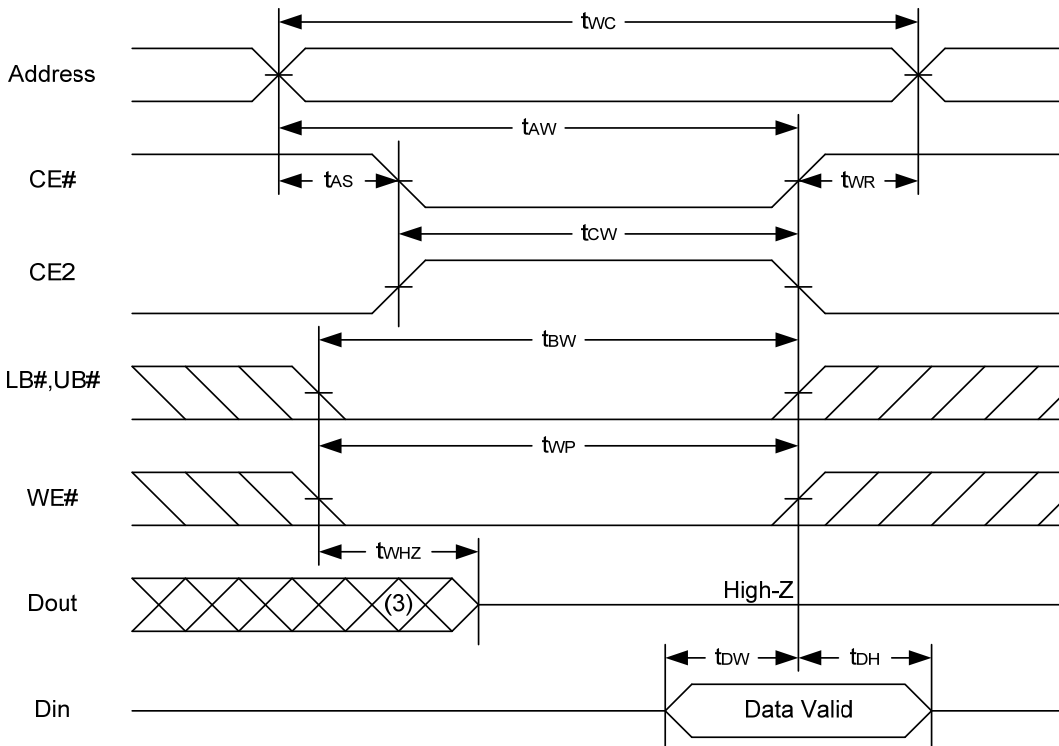 tWC
Address
tAW
CE#
tAS
tWR
tCW
CE2
tBW
LB#,UB#
tWP
WE#
tWHZ
Dout
(3)
High-Z
tDW
tDH
Din
Data Valid